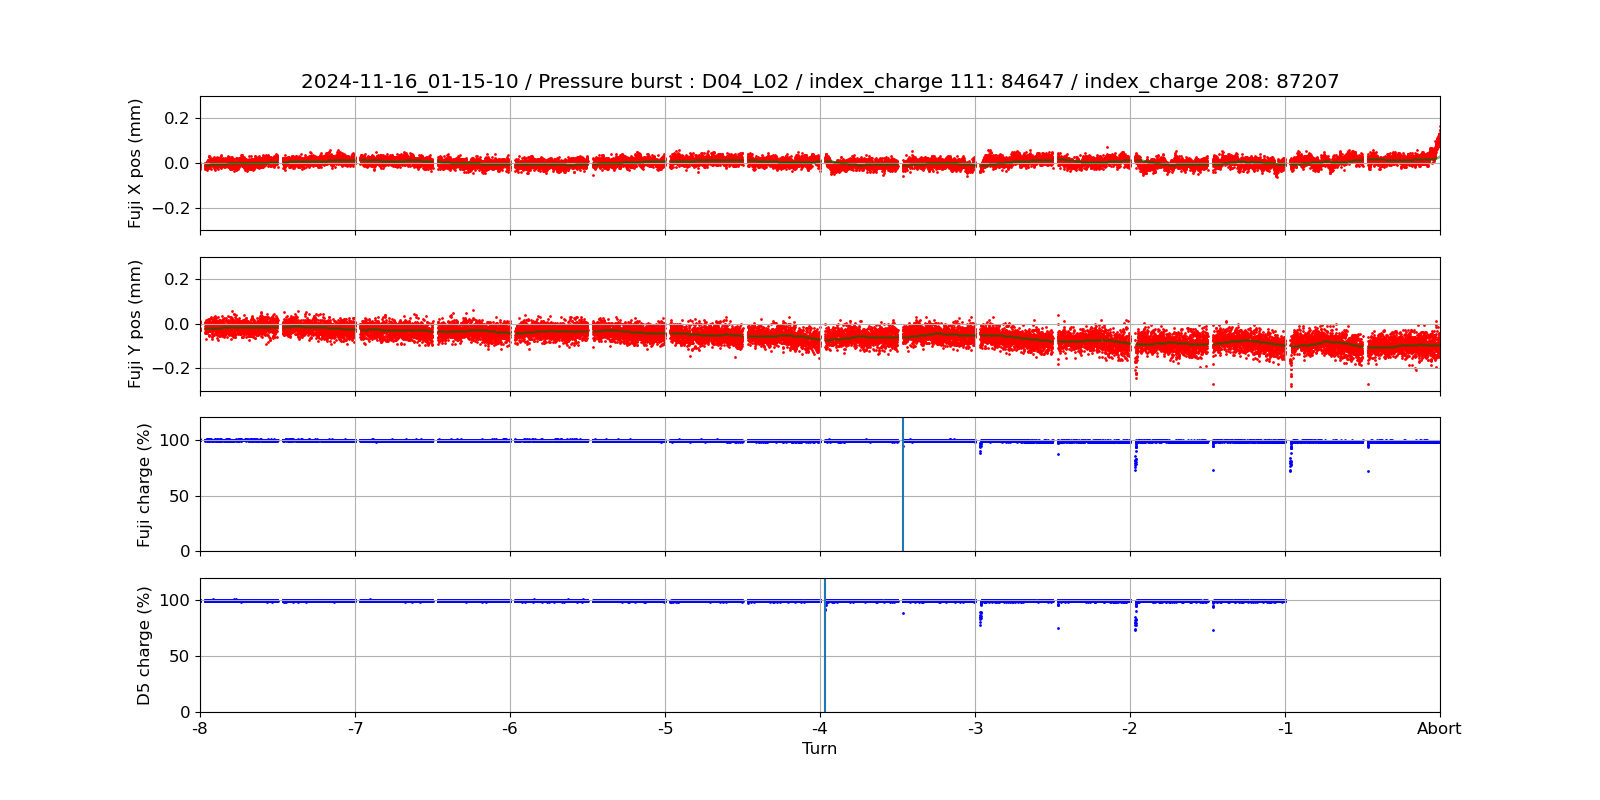 2024-11-16_01-15-10 / Pressure burst : D04_L02 / index_charge 111: 84647 / index_charge 208: 87207
Fuji X pos (mm)
0.2
0.0
−0.2
Fuji Y pos (mm)
0.2
0.0
−0.2
Fuji charge (%)
100
50
0
D5 charge (%)
100
50
0
-8 -7 -6 -5 -4 -3 -2 -1 Abort
Turn